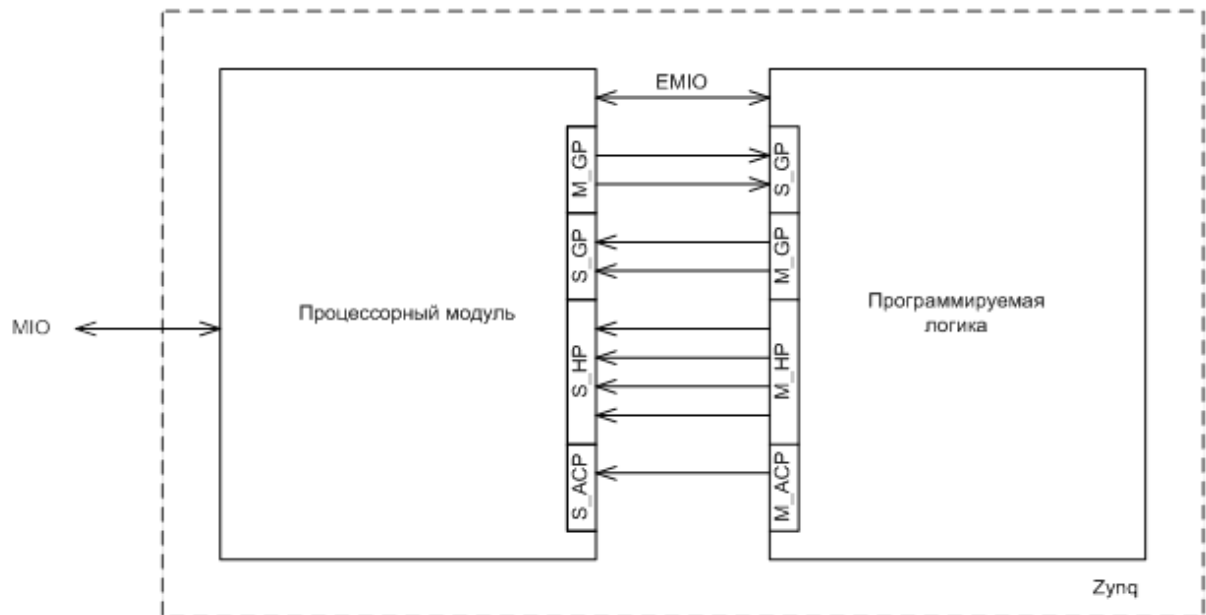 EMIO
M_GP
S_GP
S_GP
M_GP
MIO
Процессорный модуль
Программируемая
логика
S_HP
M_HP
S_ACP
M_ACP
Zynq